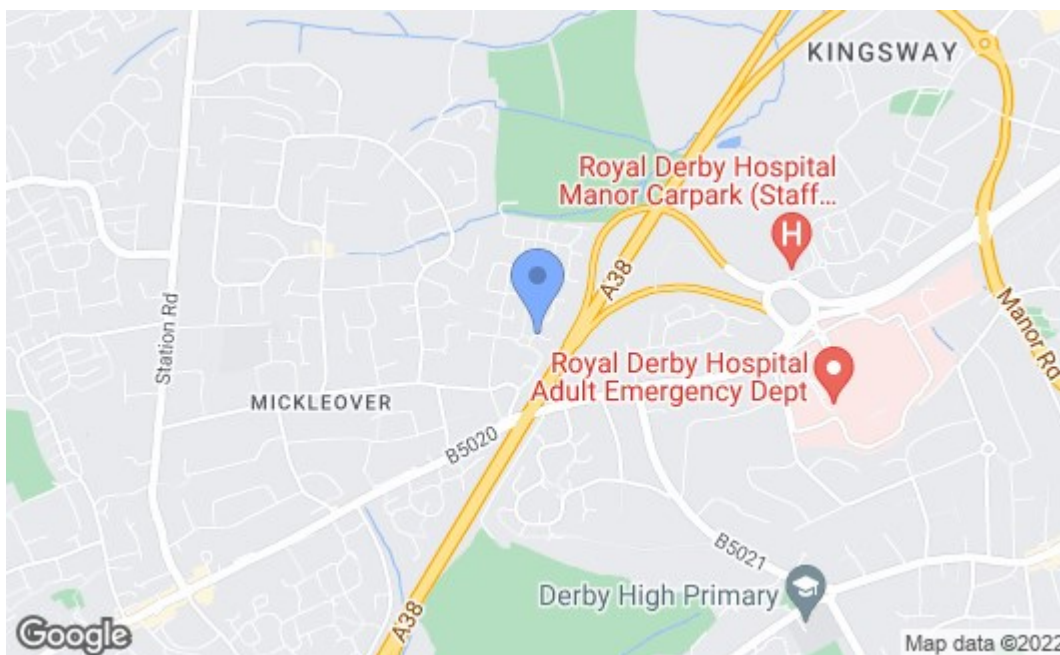 KINGSWAY
Royal Derby Hospital
Manor Carpark (Staff...
H
A38
Manor Rd
Station Rd
Royal Derby Hospital
Adult Emergency Dept
MICKLEOVER
B5020
B5021
Derby High Primary
A38
Google
Map data ©2022